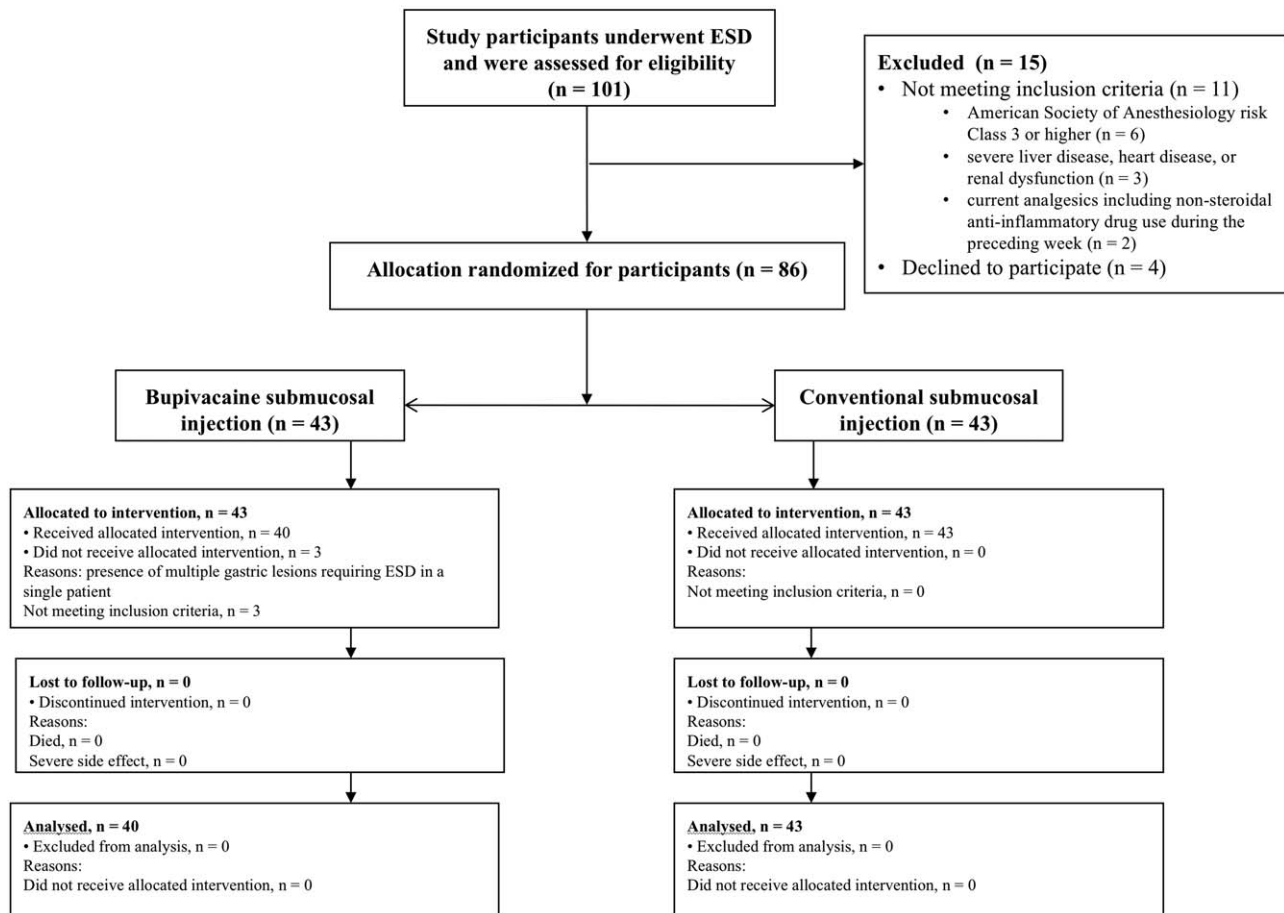 Study participants underwent ESD
and were assessed for eligibility
(n = 101)
Excluded (n = 15)
• Not meeting inclusion criteria (n = 11)
• American Society of Anesthesiology risk
Class 3 or higher (n = 6)
• severe liver disease, heart disease, or
renal dysfunction (n = 3)
• current analgesics including non-steroidal
anti-inflammatory drug use during the
preceding week (n = 2)
• Declined to participate (n = 4)
Allocation randomized for participants (n = 86)
Bupivacaine submucosal
injection (n = 43)
Conventional submucosal
injection (n = 43)
Allocated to intervention, n = 43
• Received allocated intervention, n = 40
• Did not receive allocated intervention, n = 3
Reasons: presence of multiple gastric lesions requiring ESD in a
single patient
Not meeting inclusion criteria, n = 3
Allocated to intervention, n = 43
• Received allocated intervention, n = 43
• Did not receive allocated intervention, n = 0
Reasons:
Not meeting inclusion criteria, n = 0
Lost to follow-up, n = 0
• Discontinued intervention, n = 0
Reasons:
Died, n = 0
Severe side effect, n = 0
Lost to follow-up, n = 0
• Discontinued intervention, n = 0
Reasons:
Died, n = 0
Severe side effect, n = 0
Analysed, n = 40
• Excluded from analysis, n = 0
Reasons:
Did not receive allocated intervention, n = 0
Analysed, n = 43
• Excluded from analysis, n = 0
Reasons:
Did not receive allocated intervention, n = 0